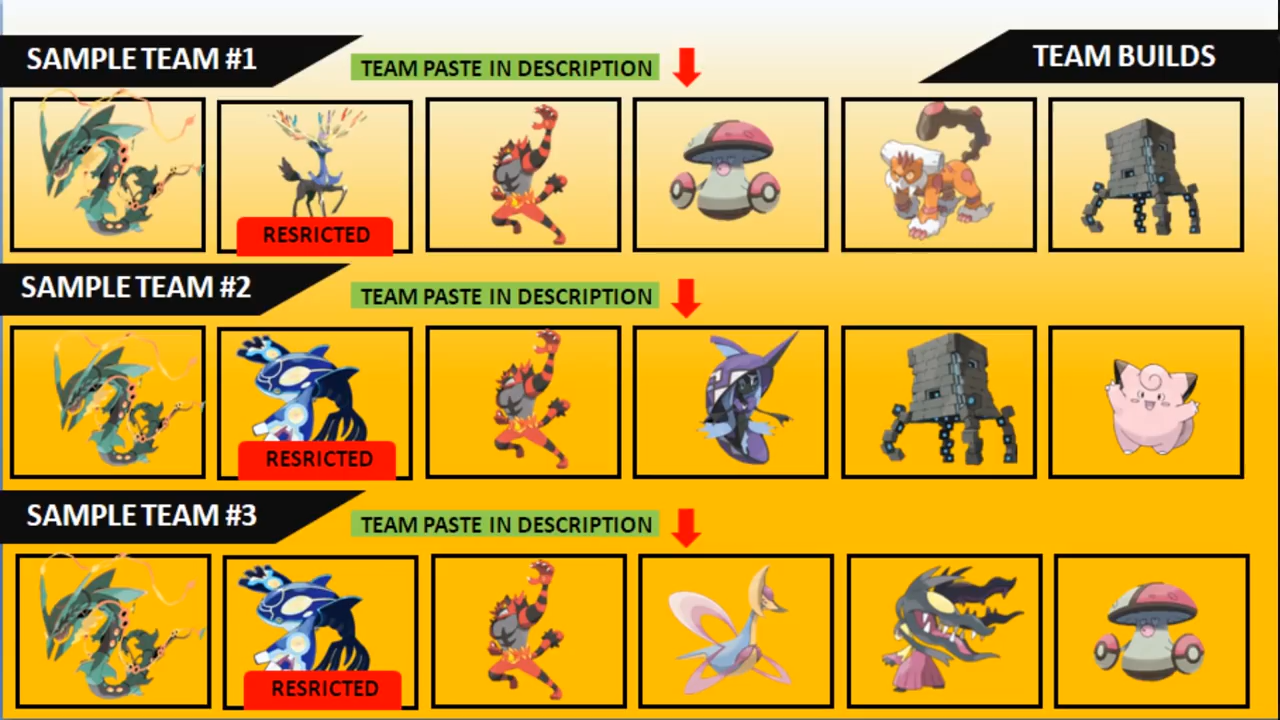 SAMPLE TEAM #1
TEAM PASTE IN DESCRIPTION
TEAM BUILDS
RESRICTED
SAMPLE TEAM #2
TEAM PASTE IN DESCRIPTION
RESRICTED
SAMPLE TEAM #3
TEAM PASTE IN DESCRIPTION
RESRICTED